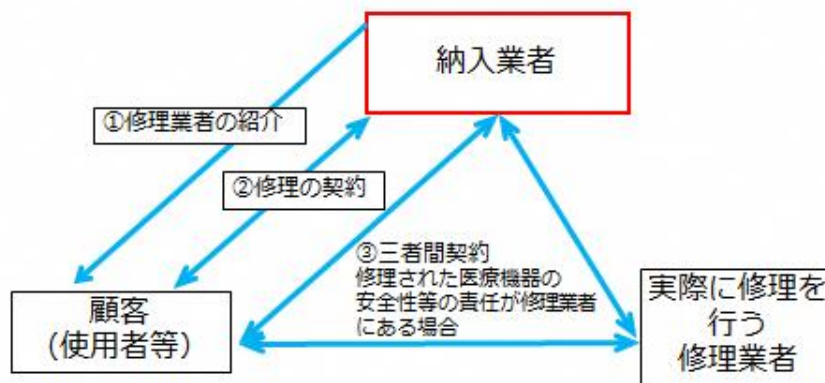 納入業者
①修理業者の紹介
②修理の契約
③三者間契約
修理された医療機器の
安全性等の責任が修理業者
にある場合
顧客
(使用者等）
実際に修理を
行う
修理業者